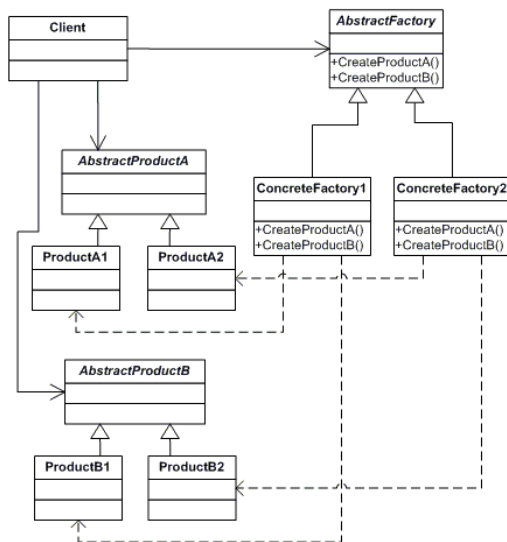 Client
AbstractFactory
+CreateProductA()
+CreateProductB()
AbstractProductA
ConcreteFactory1
+CreateProductA()
+CreateProductB()
ConcreteFactory2
+CreateProductA()
+CreateProductB()
ProductA1
ProductA2
AbstractProductB
ProductB1
ProductB2